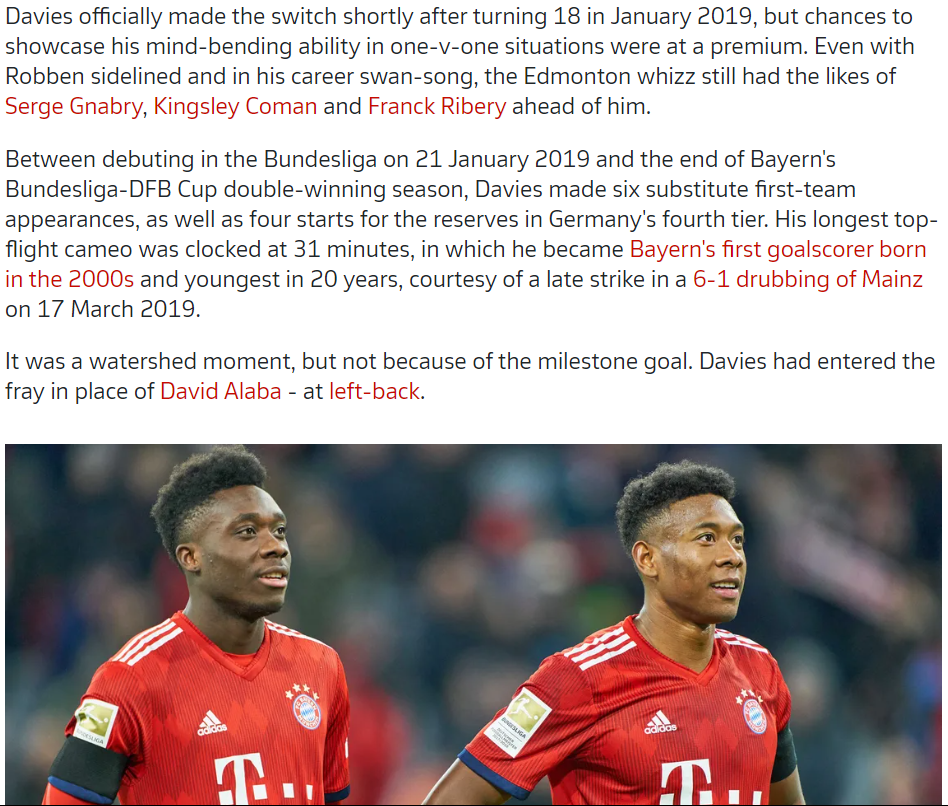 Davies officially made the switch shortly after turning 18 in January 2019, but chances to
showcase his mind-bending ability in one-v-one situations were at a premium. Even with
Robben sidelined and in his career swan-song, the Edmonton whizz still had the likes of
Serge Gnabry, Kingsley Coman and Franck Ribery ahead of him.
Between debuting in the Bundesliga on 21 January 2019 and the end of Bayern's
Bundesliga-DFB Cup double-winning season, Davies made six substitute first-team
appearances, as well as four starts for the reserves in Germany's fourth tier. His longest top-
flight cameo was clocked at 31 minutes, in which he became Bayern's first goalscorer born
in the 2000s and youngest in 20 years, courtesy of a late strike in a 6-1 drubbing of Mainz
on 17 March 2019.
It was a watershed moment, but not because of the milestone goal. Davies had entered the
fray in place of David Alaba - at left-back.
adidas
BUNDESLIGA
T
adidas
BUNDESLIGA
T